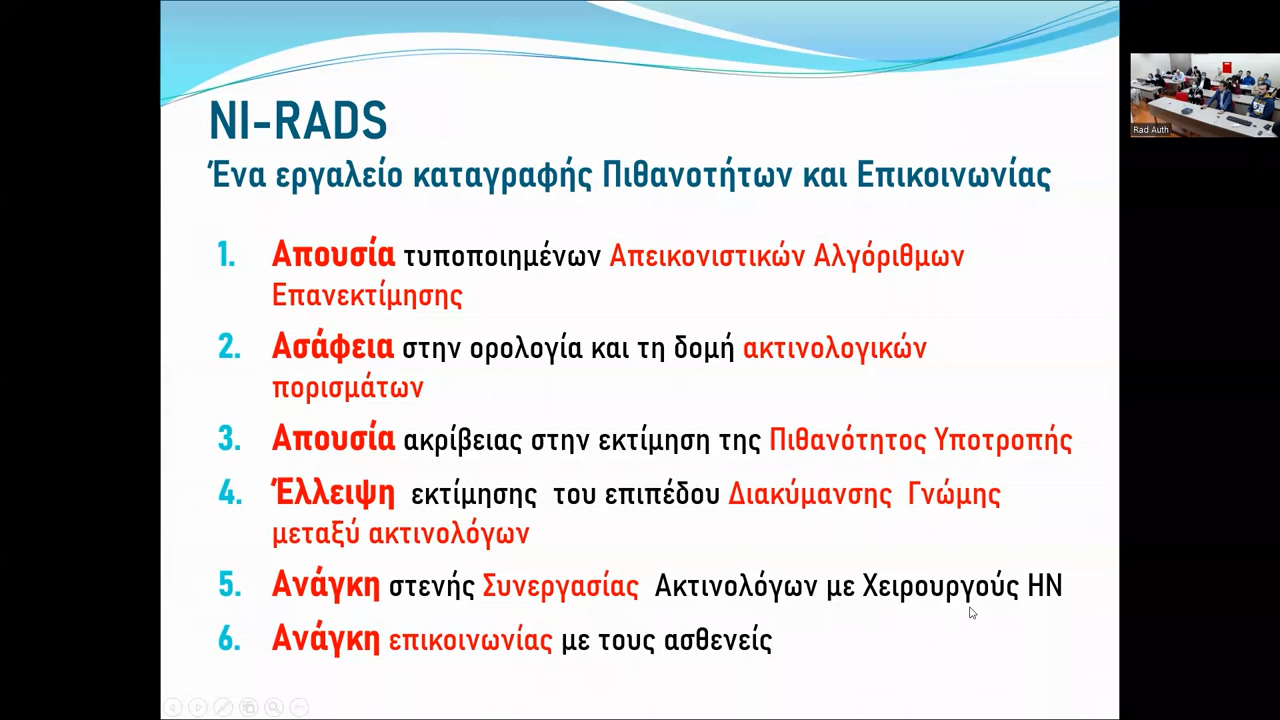 NI-RADS
Ένα εργαλείο καταγραφής Πιθανοτήτων και Επικοινωνίας
1. Απουσία τυποποιημένων Απεικονιστικών Αλγόριθμων
Επανεκτίμησης
2. Ασάφεια στην ορολογία και τη δομή ακτινολογικών
πορισμάτων
3. Απουσία ακρίβειας στην εκτίμηση της Πιθανότητος Υποτροπής
4. Έλλειψη εκτίμησης του επιπέδου Διακύμανσης Γνώμης
μεταξύ ακτινολόγων
5. Ανάγκη στενής Συνεργασίας Ακτινολόγων με Χειρουργούς ΗΝ
6. Ανάγκη επικοινωνίας με τους ασθενείς
Rad Auth